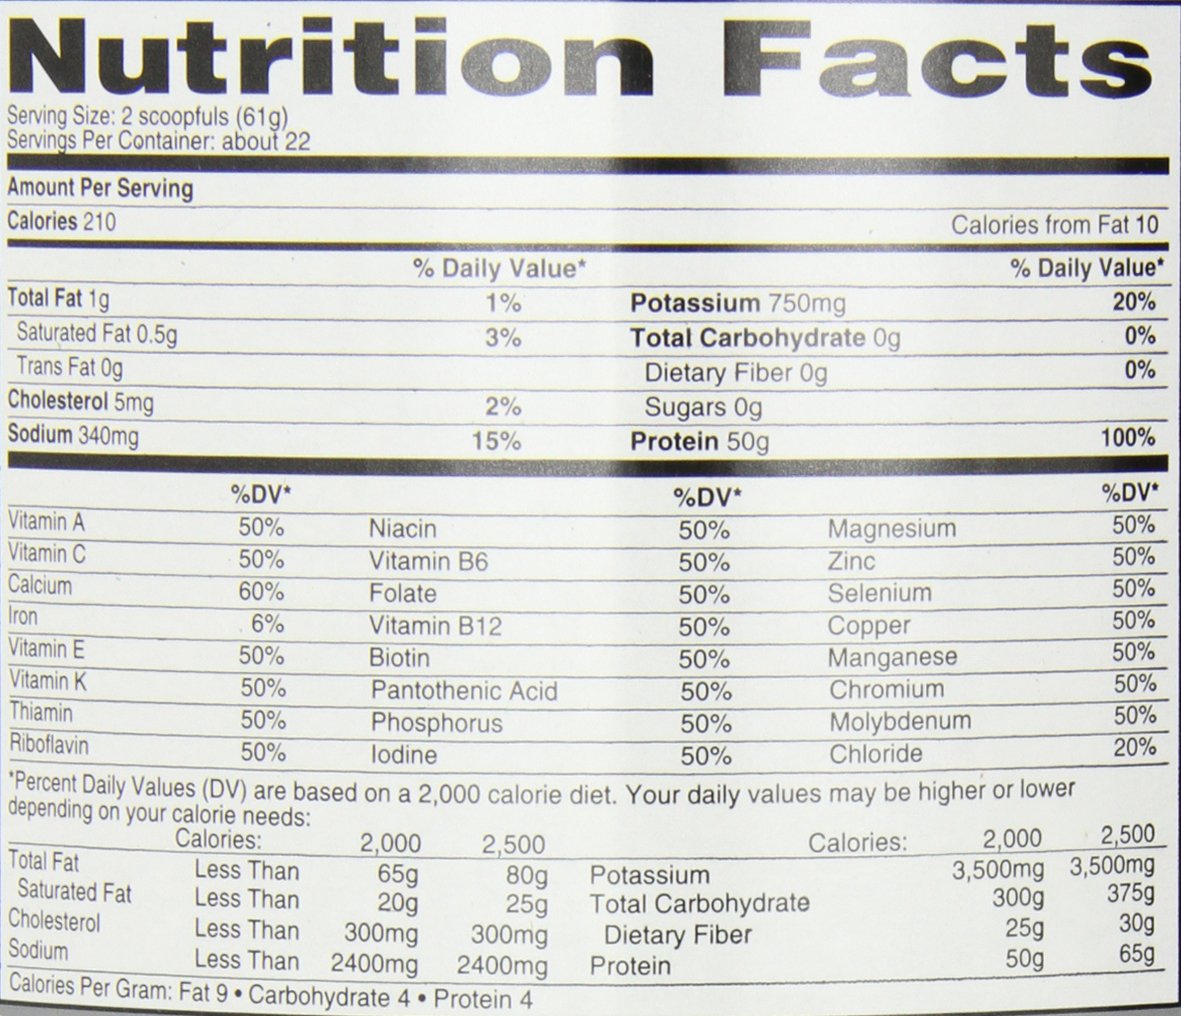 Nutrition Facts
Serving Size: 2 scoopfuls (61g)
Servings Per Container: about 22
Amount Per Serving
Calories 210 Calories from Fat 10
% Daily Value* % Daily Value*
Total Fat 1g 1% Potassium 750mg 20%
Saturated Fat 0.5g 3% Total Carbohydrate 0g 0%
Trans Fat 0g Dietary Fiber 0g 0%
Cholesterol 5mg 2% Sugars 0g
Sodium 340mg 15% Protein 50g 100%
%DV* %DV* %DV*
Vitamin A 50% Niacin 50% Magnesium 50%
Vitamin C 50% Vitamin B6 50% Zinc 50%
Calcium 60% Folate 50% Selenium 50%
Iron 6% Vitamin B12 50% Copper 50%
Vitamin E 50% Biotin 50% Manganese 50%
Vitamin K 50% Pantothenic Acid 50% Chromium 50%
Thiamin 50% Phosphorus 50% Molybdenum 50%
Riboflavin 50% Iodine 50% Chloride 20%
*Percent Daily Values (DV) are based on a 2,000 calorie diet. Your daily values may be higher or lower
depending on your calorie needs:
Calories: 2,000 2,500 Calories: 2,000 2,500
Total Fat Less Than 65g 80g Potassium 3,500mg 3,500mg
Saturated Fat Less Than 20g 25g Total Carbohydrate 300g 375g
Cholesterol Less Than 300mg 300mg Dietary Fiber 25g 30g
Sodium Less Than 2400mg 2400mg Protein 50g 65g
Calories Per Gram: Fat 9 • Carbohydrate 4 • Protein 4